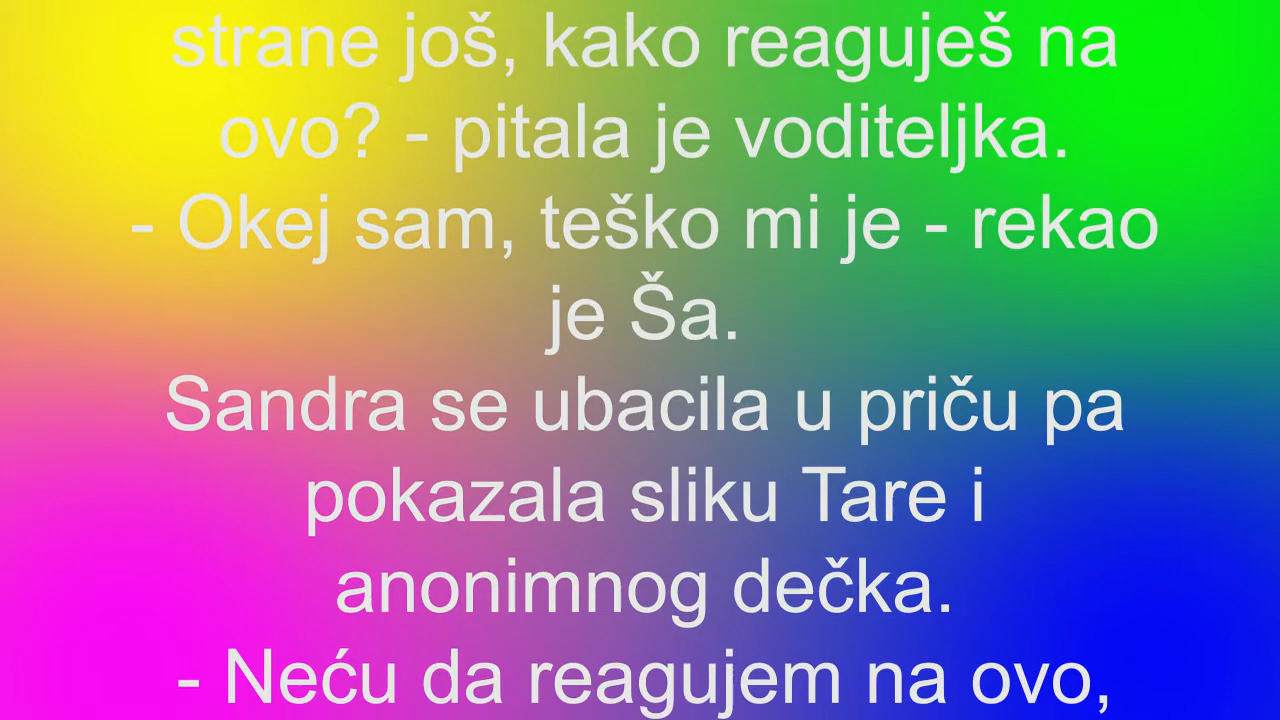 strane još, kako reaguješ na
ovo? - pitala je voditeljka.
- Okej sam, teško mi je - rekao
je Ša.
Sandra se ubacila u priču pa
pokazala sliku Tare i
anonimnog dečka.
- Neću da reagujem na ovo,